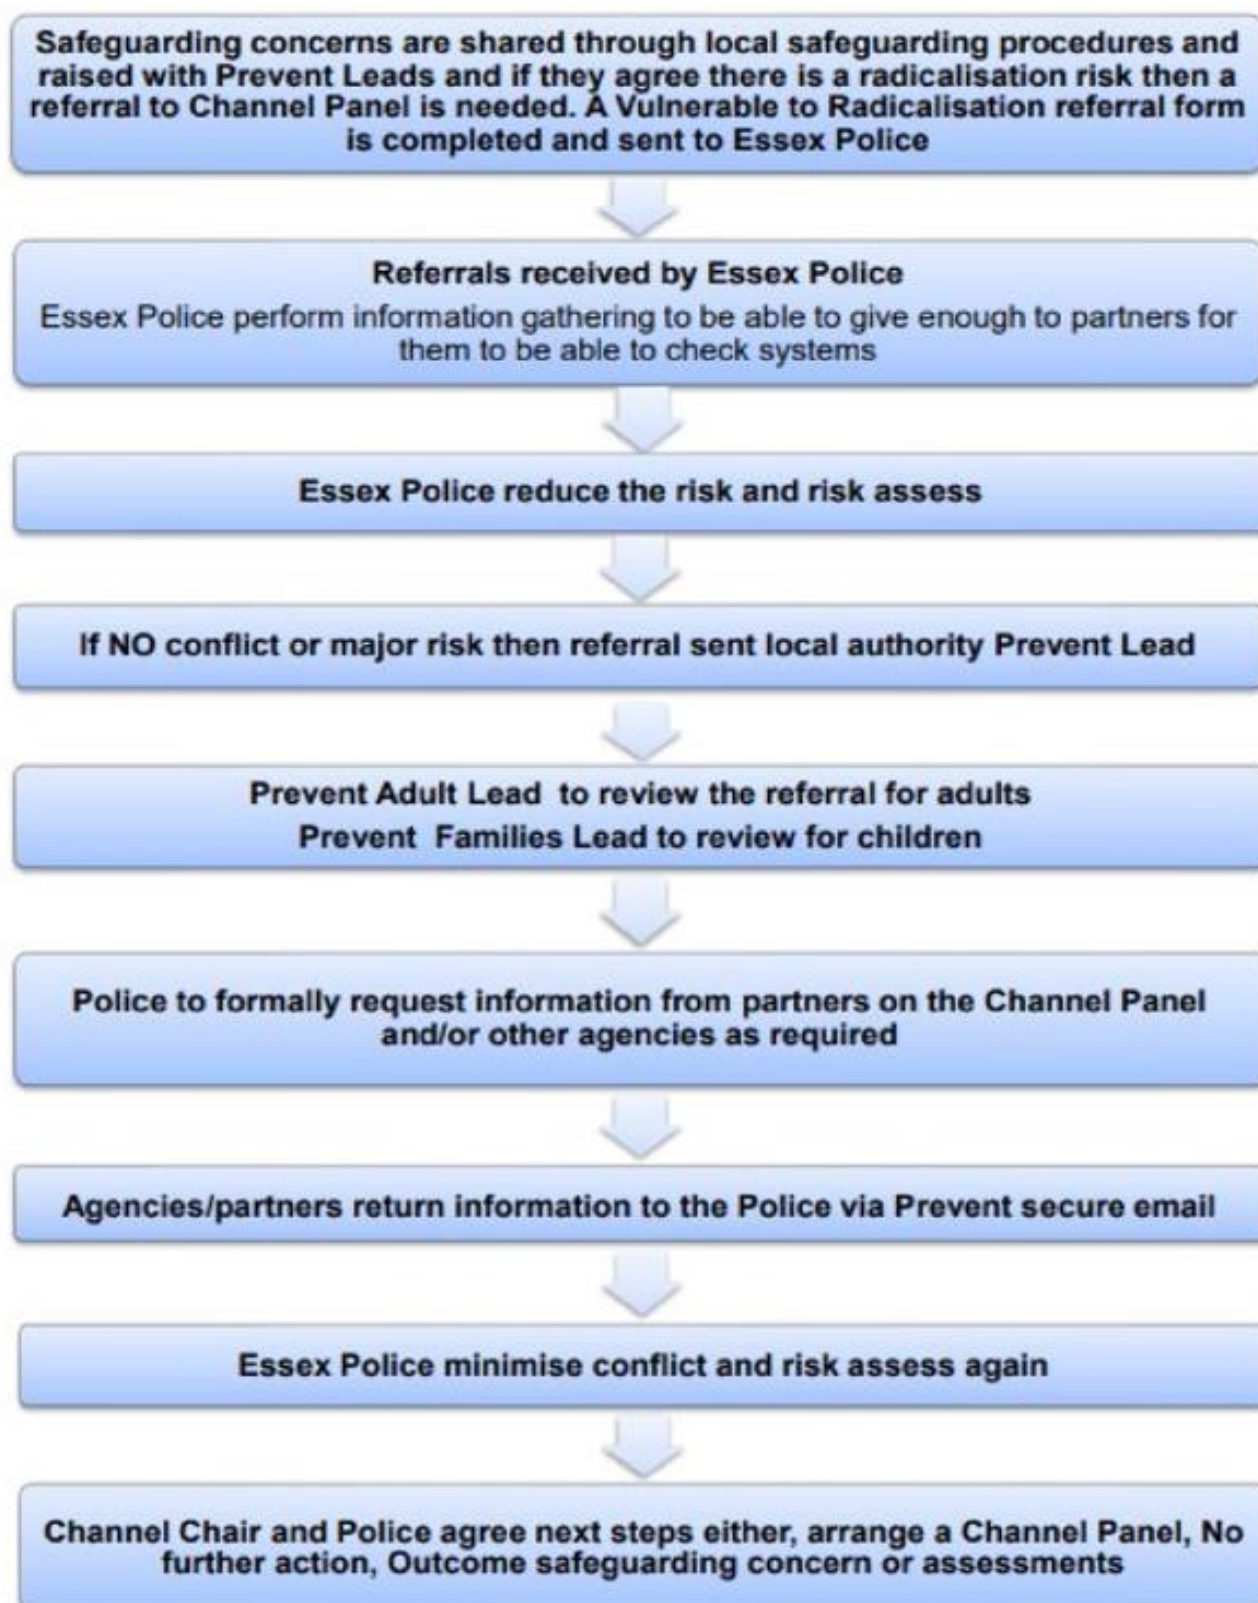 Safeguarding concerns are shared through local safeguarding procedures and
raised with Prevent Leads and if they agree there is a radicalisation risk then a
referral to Channel Panel is needed. A Vulnerable to Radicalisation referral form
is completed and sent to Essex Police
Referrals received by Essex Police
Essex Police perform information gathering to be able to give enough to partners for
them to be able to check systems
Essex Police reduce the risk and risk assess
If NO conflict or major risk then referral sent local authority Prevent Lead
Prevent Adult Lead to review the referral for adults
Prevent Families Lead to review for children
Police to formally request information from partners on the Channel Panel
and/or other agencies as required
Agencies/partners return information to the Police via Prevent secure email
Essex Police minimise conflict and risk assess again
Channel Chair and Police agree next steps either, arrange a Channel Panel, No
further action, Outcome safeguarding concern or assessments